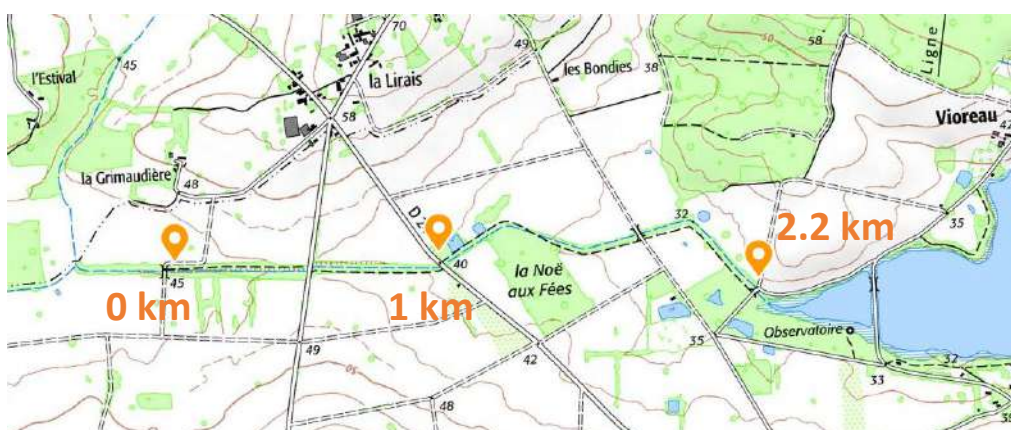 70
49
58
Ligne
45
l'Estival
la Lirais
les Bondies
38
58
Vioreau
47
la Grimaudière
48
D
32
2.2 km
35
40
45
la Noë
aux Fées
0 km
1 km
Observatoire
49
42
35
33
32
48